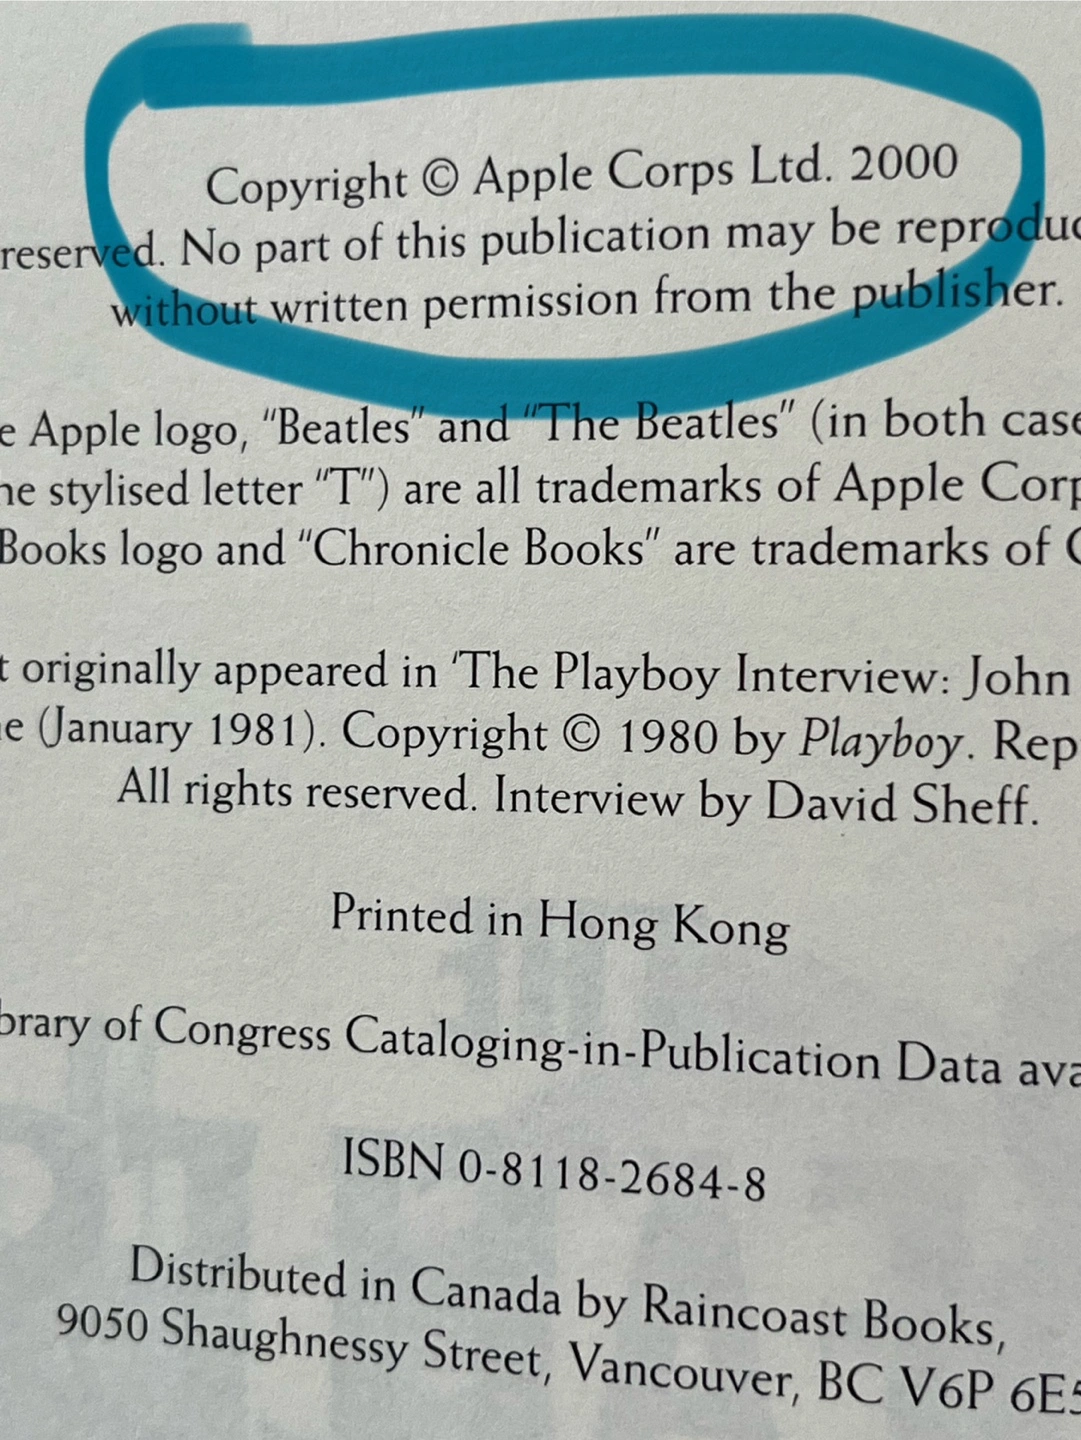 Copyright © Apple Corps Ltd. 2000
reserved. No part of this publication may be reproduc
without written permission from the publisher.
e Apple logo, "Beatles" and "The Beatles" (in both case
he stylised letter "T") are all trademarks of Apple Corp
Books logo and "Chronicle Books" are trademarks of C
t originally appeared in 'The Playboy Interview: John
e (January 1981). Copyright © 1980 by Playboy. Rep
All rights reserved. Interview by David Sheff.
Printed in Hong Kong
brary of Congress Cataloging-in-Publication Data ava
ISBN 0-8118-2684-8
Distributed in Canada by Raincoast Books,
9050 Shaughnessy Street, Vancouver, BC V6P 6E5